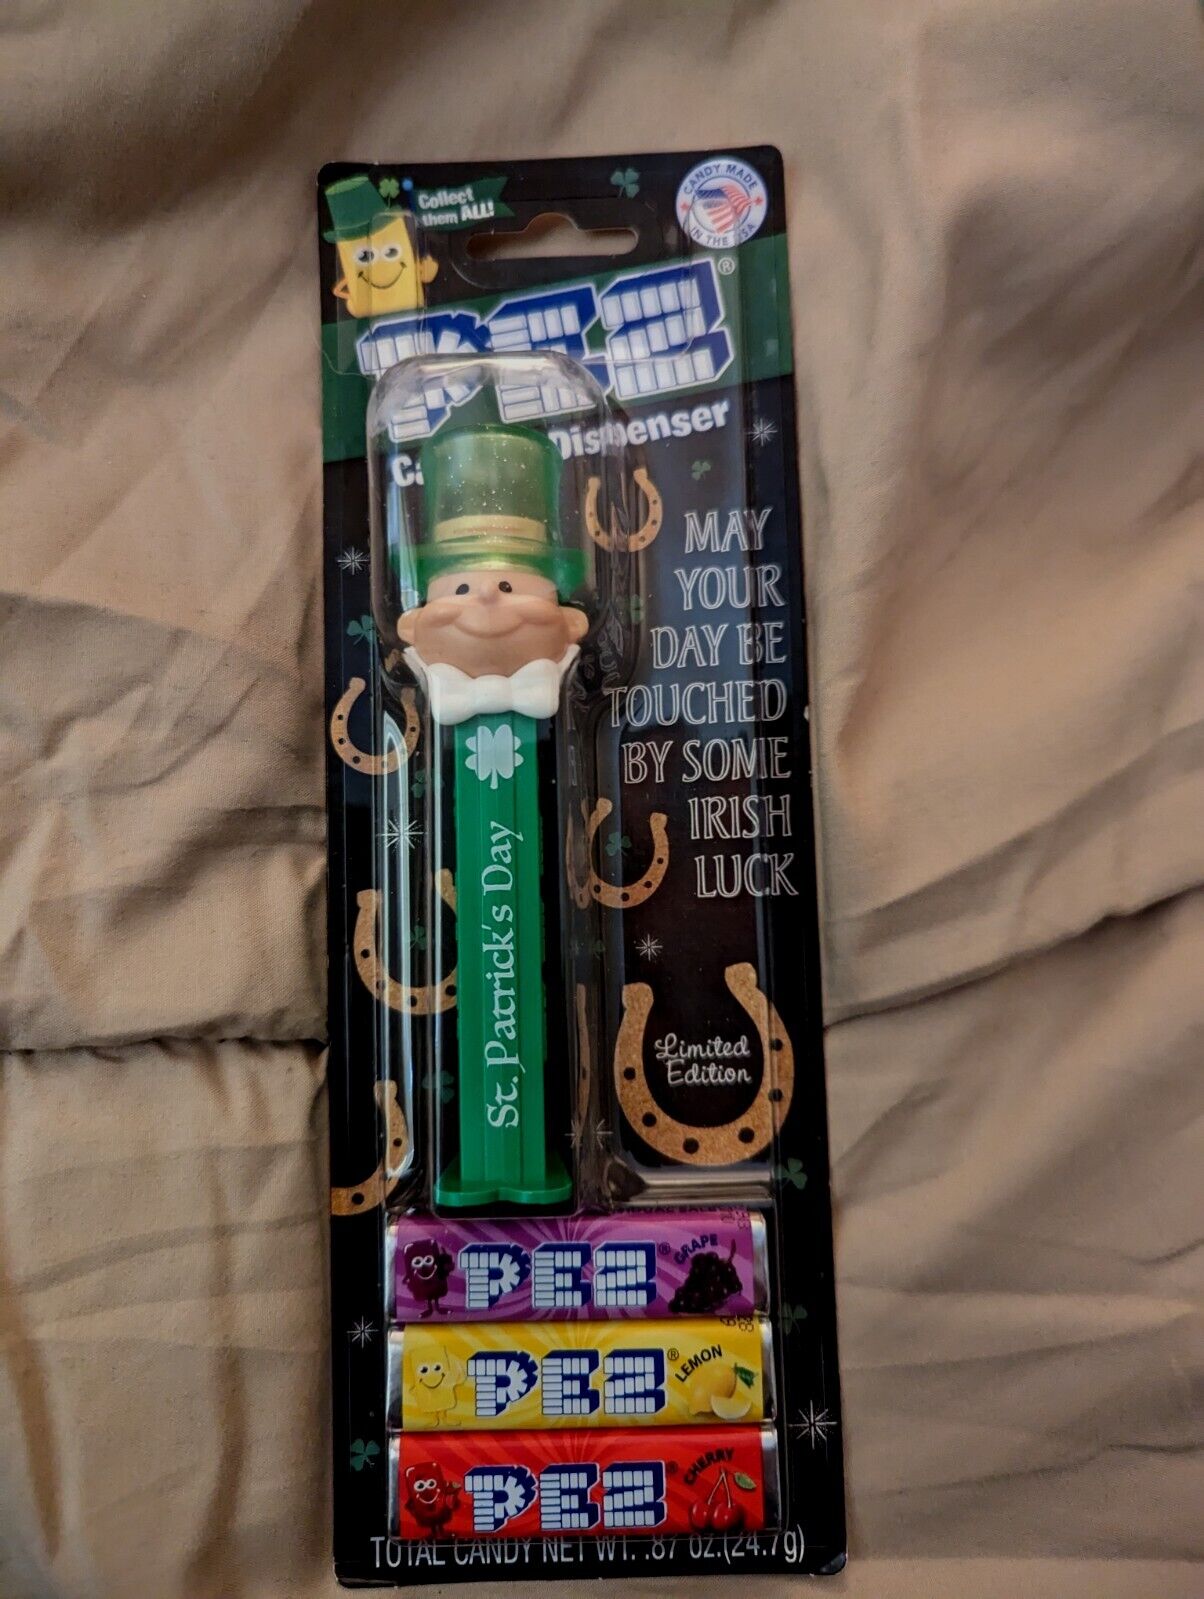 Collect
them ALL!
CANDY MADE
IN THE USA
PEZ®
Dispenser
MAY
YOUR
DAY BE
TOUCHED
BY SOME
IRISH
LUCK
St. Patrick's Day
Limited
Edition
PEZ® GRAPE
PEZ® LEMON
PEZ® CHERRY
TOTAL CANDY NET WT. .87 oz.(24.7g)